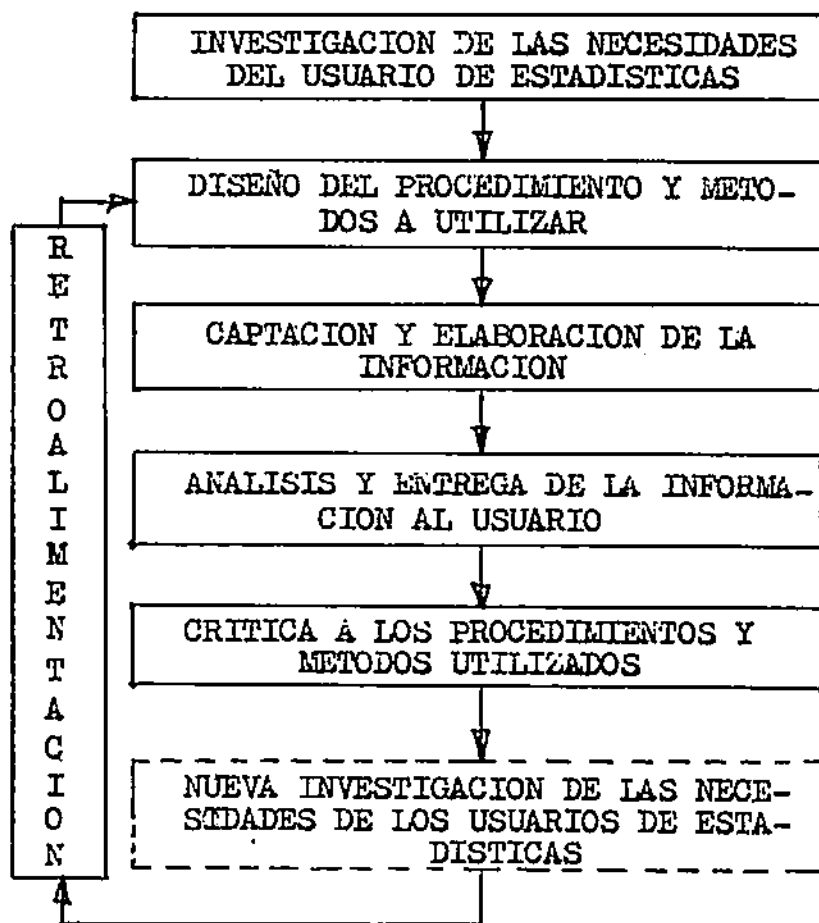 INVESTIGACION DE LAS NECESIDADES
DEL USUARIO DE ESTADISTICAS
DISEÑO DEL PROCEDIMIENTO Y METO-
DOS A UTILIZAR
CAPTACION Y ELABORACION DE LA
INFORMACION
ANALISIS Y ENTREGA DE LA INFORMA-
CION AL USUARIO
CRITICA A LOS PROCEDIMIENTOS Y
METODOS UTILIZADOS
NUEVA INVESTIGACION DE LAS NECE-
SIDADES DE LOS USUARIOS DE ESTA-
DISTICAS
RETROALIMENTACION